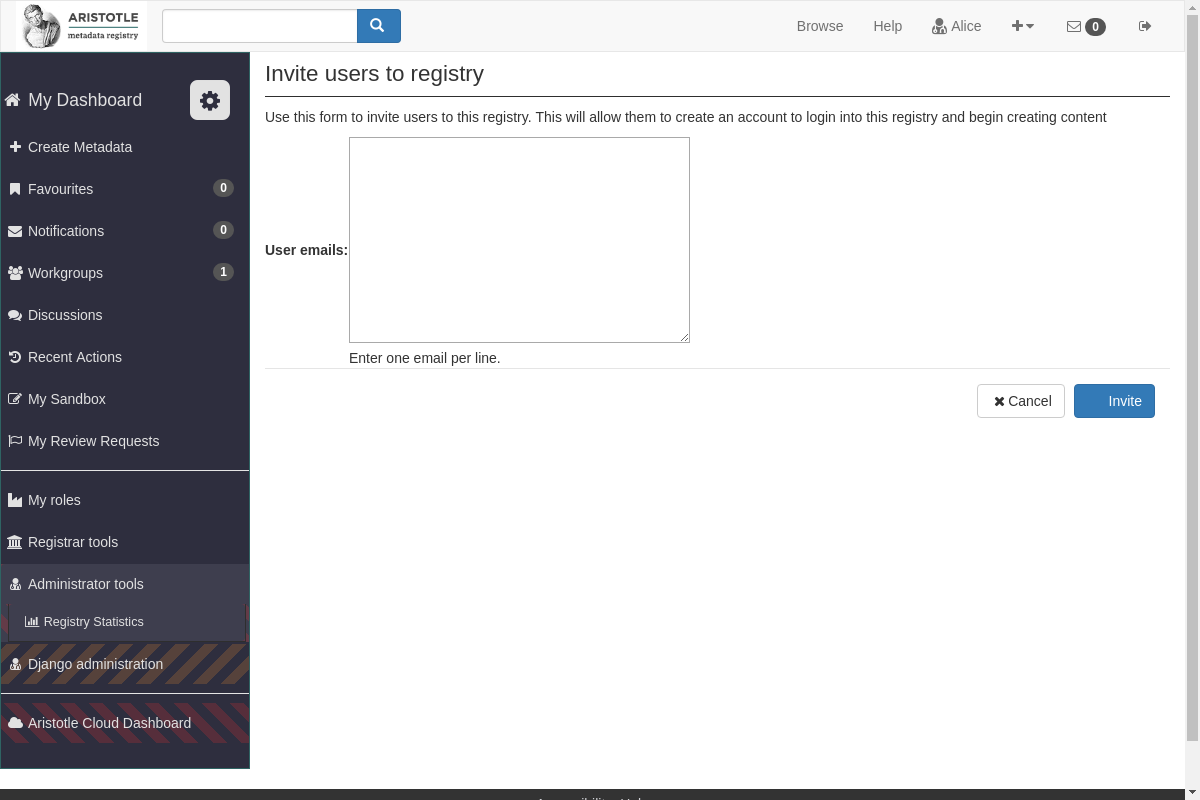 ARISTOTLE
metadata registry
Browse
Help
Alice
0
My Dashboard
Create Metadata
Favourites 0
Notifications 0
Workgroups 1
Discussions
Recent Actions
My Sandbox
My Review Requests
My roles
Registrar tools
Administrator tools
Registry Statistics
Django administration
Aristotle Cloud Dashboard
Invite users to registry
Use this form to invite users to this registry. This will allow them to create an account to login into this registry and begin creating content
User emails:
Enter one email per line.
Cancel
Invite